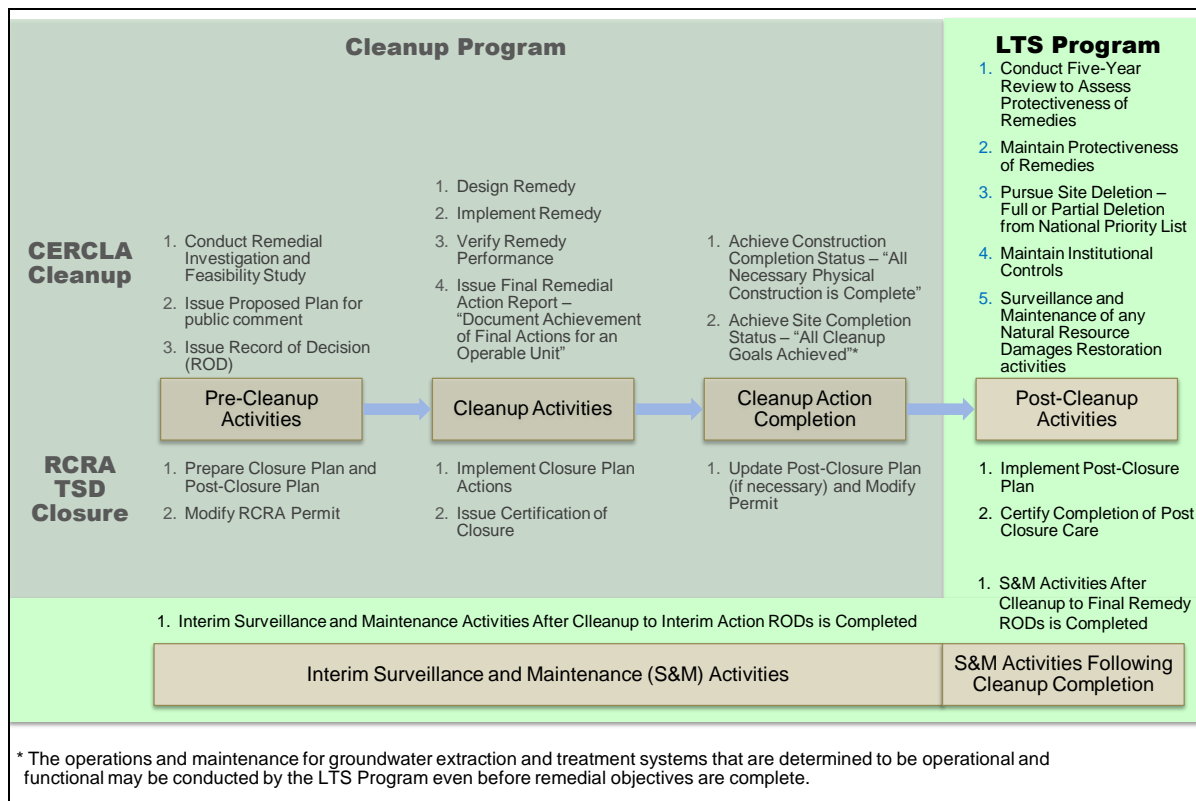 Cleanup Program
LTS Program
1. Conduct Five-Year
Review to Assess
Protectiveness of
Remedies
2. Maintain Protectiveness
of Remedies
3. Pursue Site Deletion –
Full or Partial Deletion
from National Priority List
4. Maintain Institutional
Controls
5. Surveillance and
Maintenance of any
Natural Resource
Damages Restoration
activities
CERCLA
Cleanup
1. Conduct Remedial
Investigation and
Feasibility Study
2. Issue Proposed Plan for
public comment
3. Issue Record of Decision
(ROD)
1. Design Remedy
2. Implement Remedy
3. Verify Remedy
Performance
4. Issue Final Remedial
Action Report –
“Document Achievement
of Final Actions for an
Operable Unit”
1. Achieve Construction
Completion Status – “All
Necessary Physical
Construction is Complete”
2. Achieve Site Completion
Status – “All Cleanup
Goals Achieved”*
Pre-Cleanup
Activities
Cleanup Activities
Cleanup Action
Completion
Post-Cleanup
Activities
RCRA
TSD
Closure
1. Prepare Closure Plan and
Post-Closure Plan
2. Modify RCRA Permit
1. Implement Closure Plan
Actions
2. Issue Certification of
Closure
1. Update Post-Closure Plan
(if necessary) and Modify
Permit
1. Implement Post-Closure
Plan
2. Certify Completion of Post
Closure Care
1. Interim Surveillance and Maintenance Activities After Clleanup to Interim Action RODs is Completed
1. S&M Activities After
Clleanup to Final Remedy
RODs is Completed
Interim Surveillance and Maintenance (S&M) Activities
S&M Activities Following
Cleanup Completion
* The operations and maintenance for groundwater extraction and treatment systems that are determined to be operational and
functional may be conducted by the LTS Program even before remedial objectives are complete.